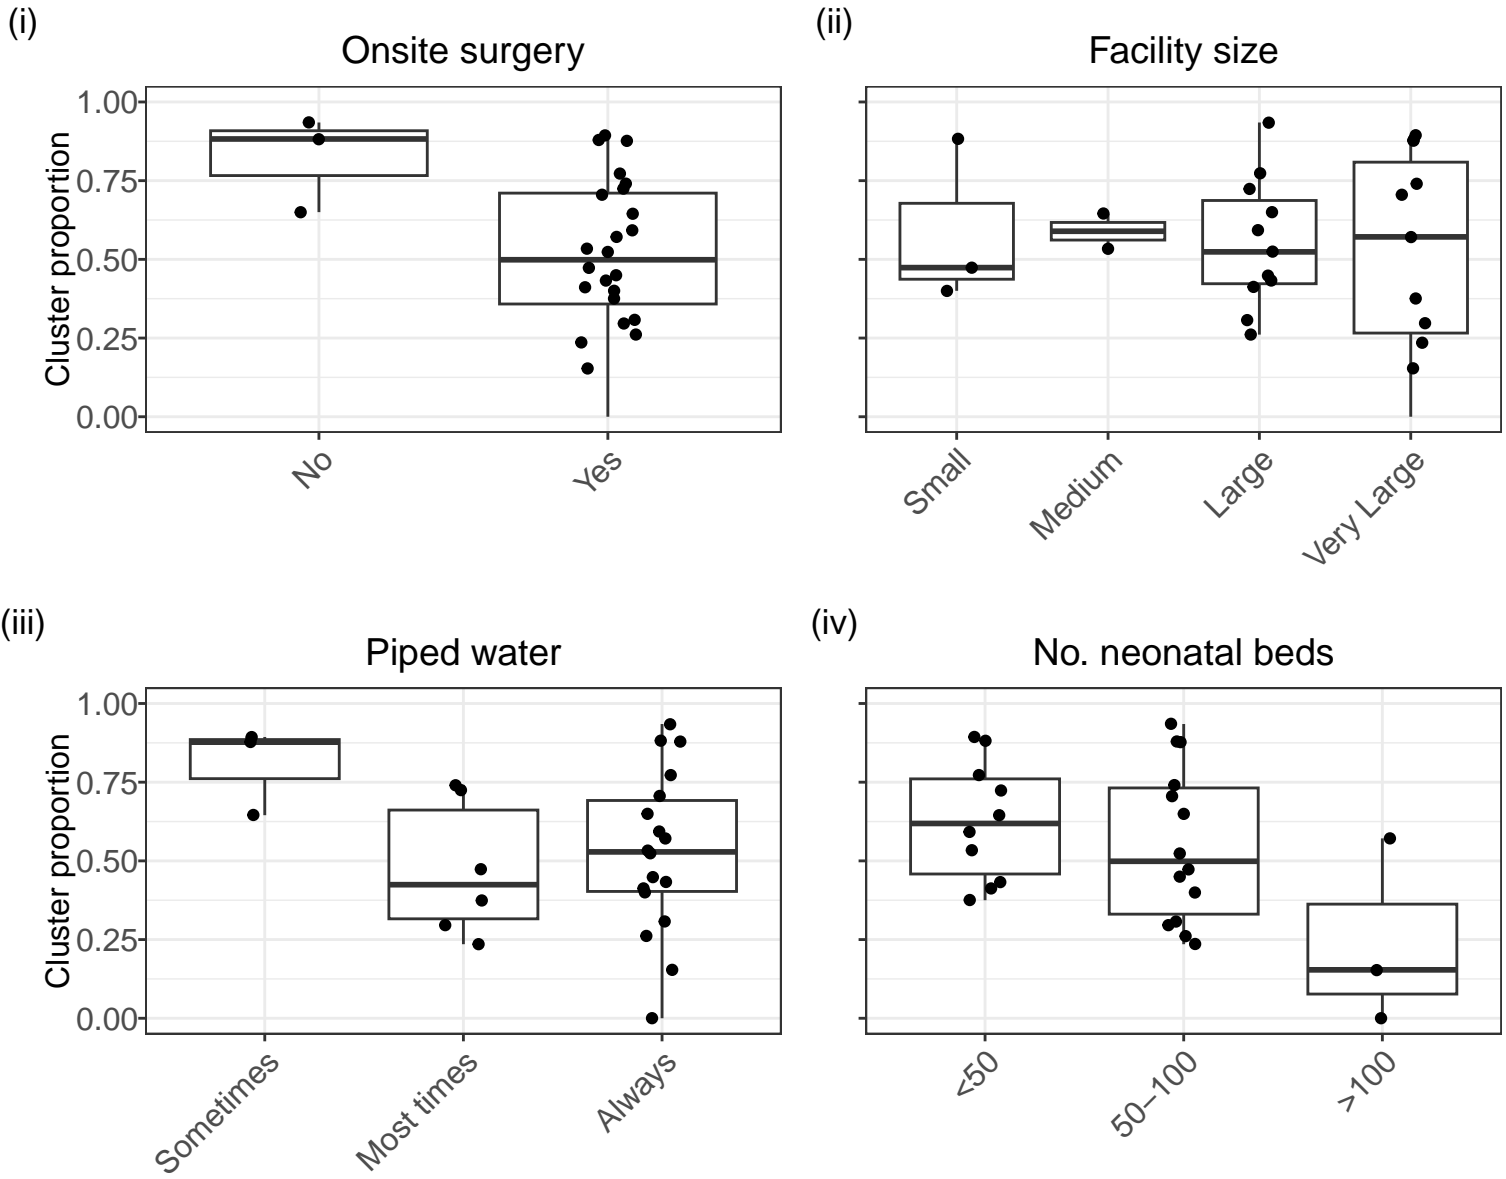 (i)
Onsite surgery
Cluster proportion
1.00
0.75
0.50
0.25
0.00
No
Yes
(ii)
Facility size
Small
Medium
Large
Very Large
(iii)
Piped water
Cluster proportion
1.00
0.75
0.50
0.25
0.00
Sometimes
Most times
Always
(iv)
No. neonatal beds
<50
50−100
>100